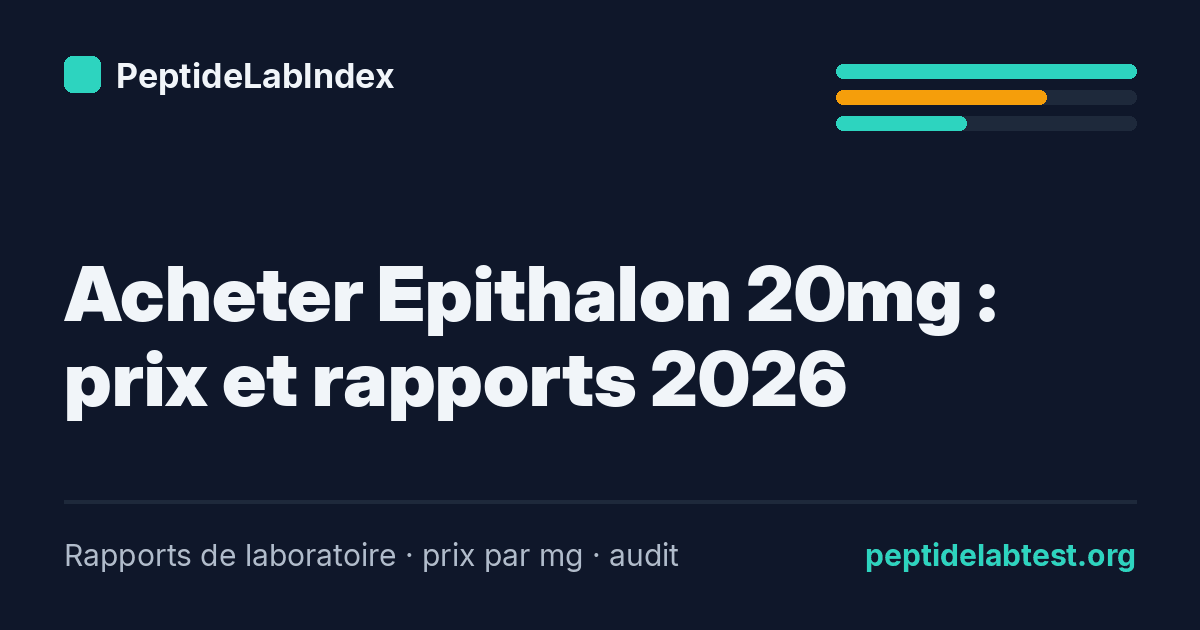 PeptideLabIndex
Acheter Epithalon 20mg :
prix et rapports 2026
Rapports de laboratoire · prix par mg · audit
peptidelabtest.org